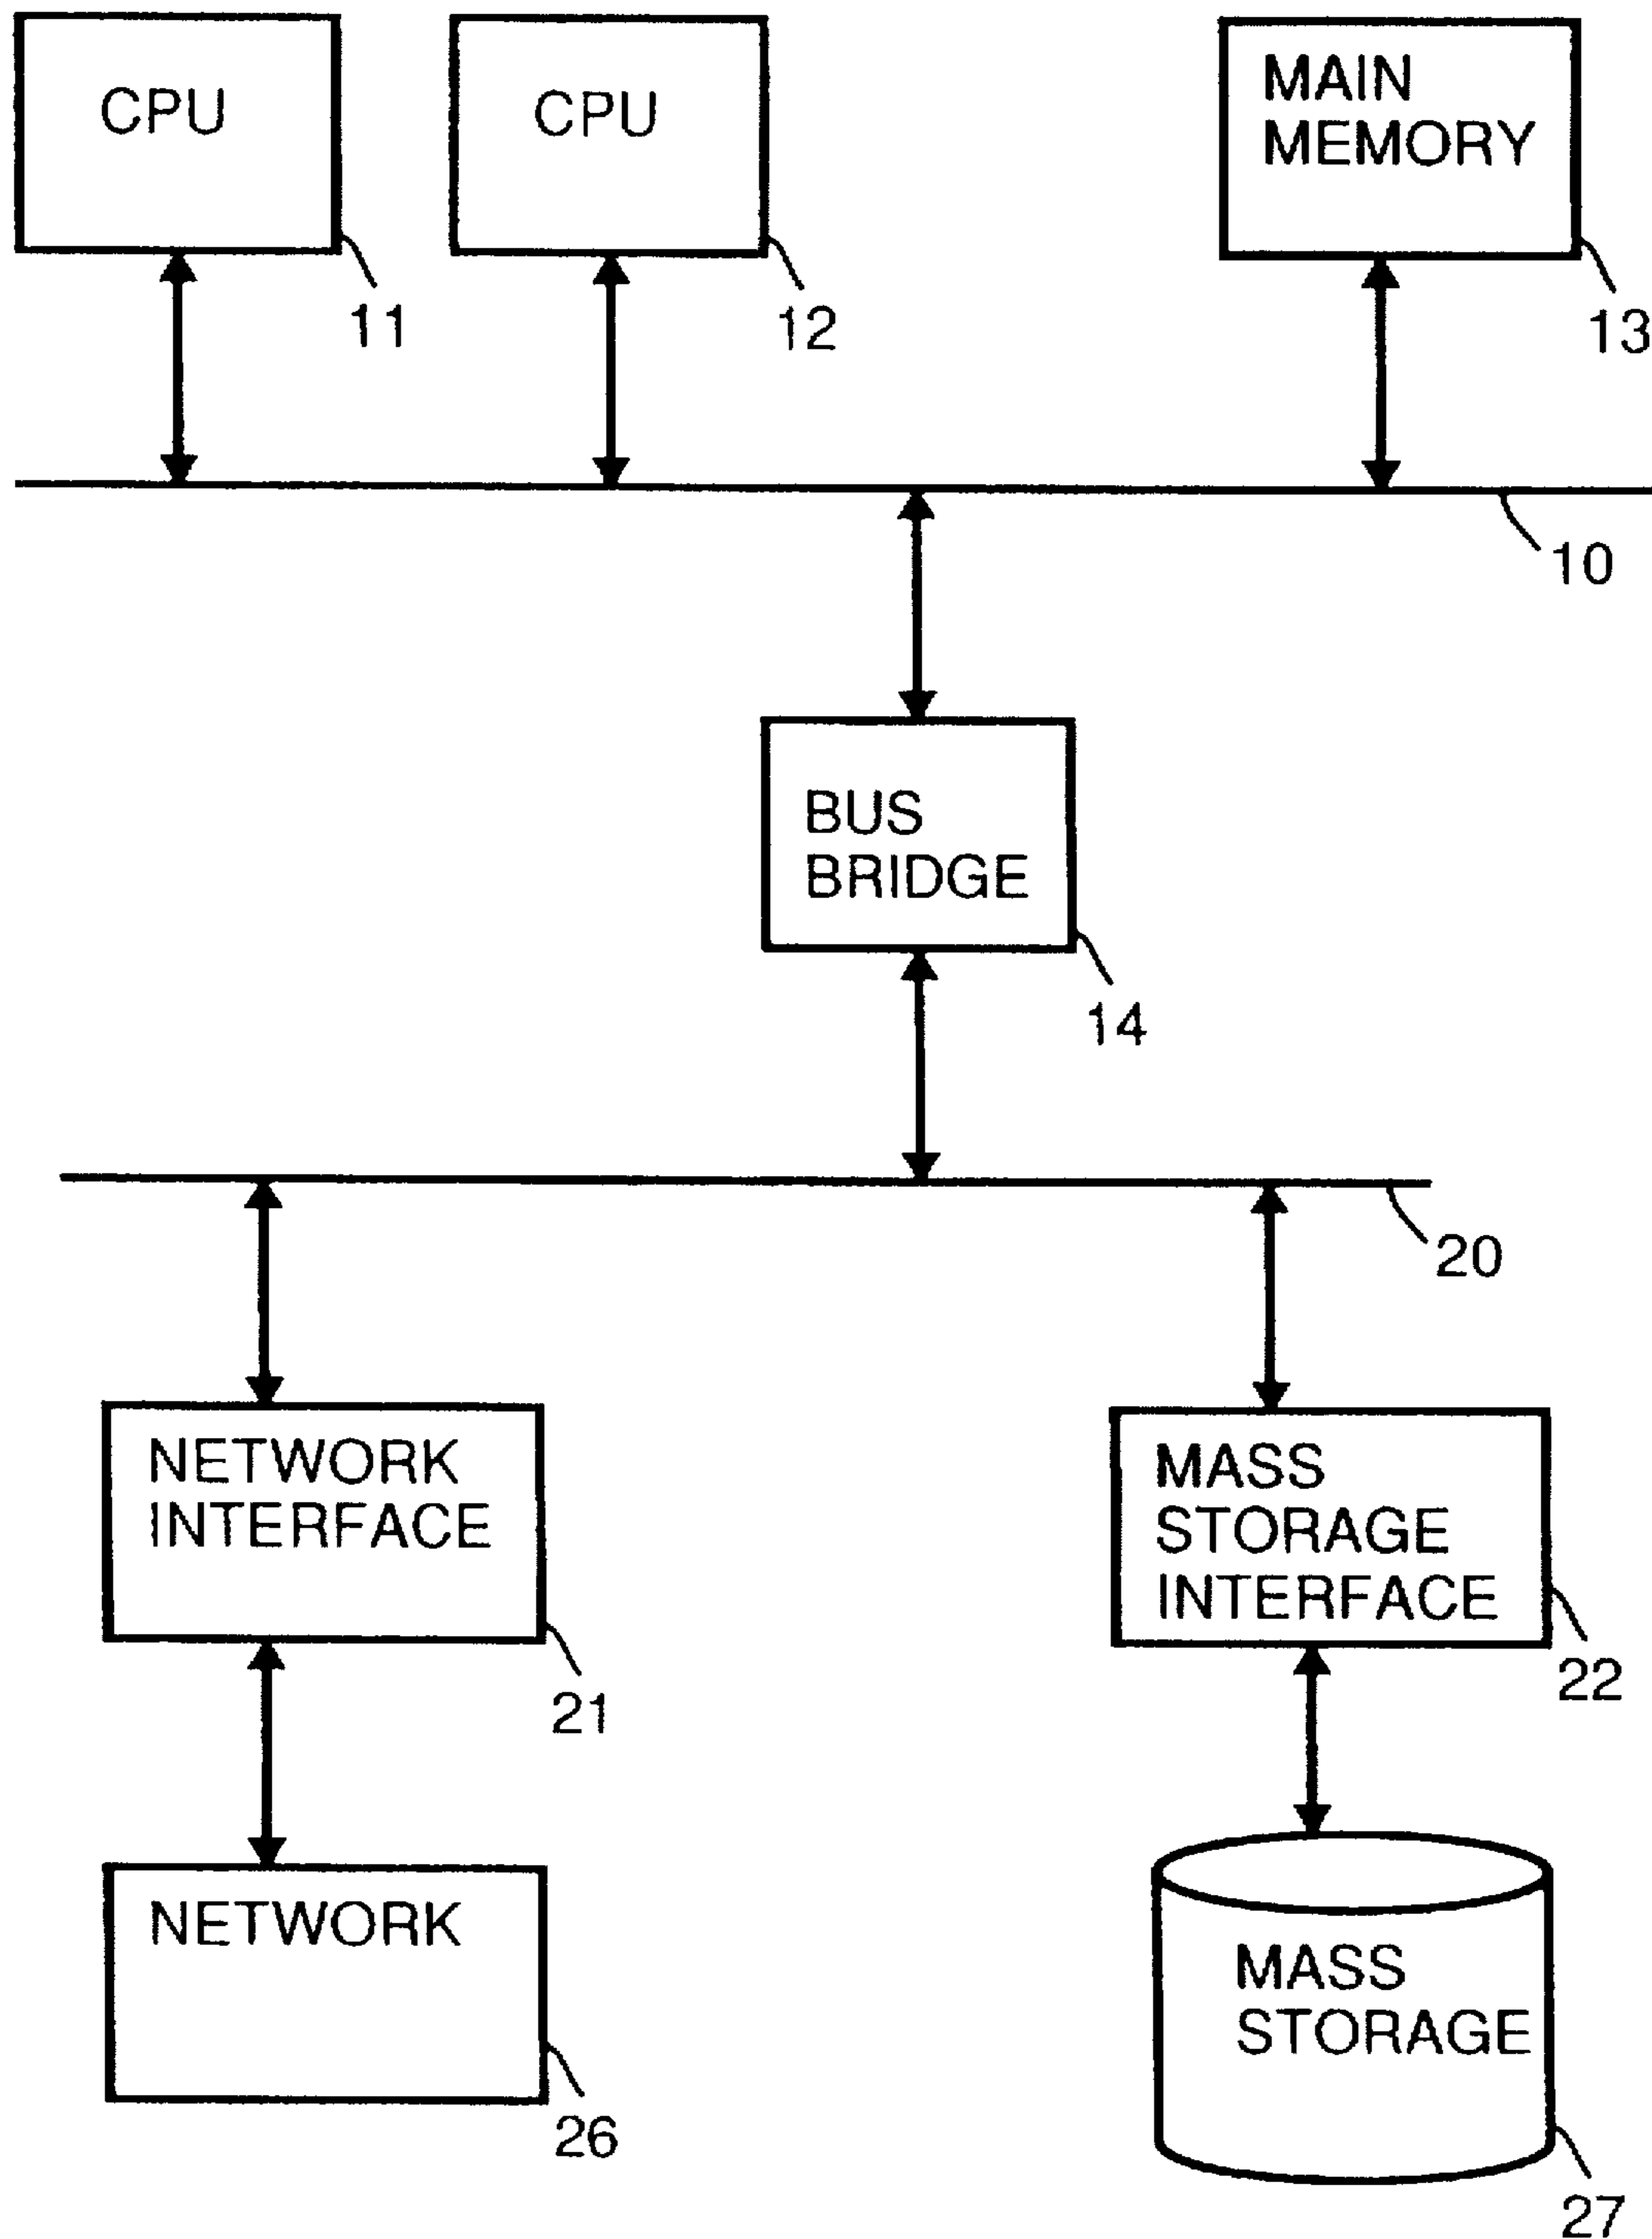 CPU
CPU
MAIN
MEMORY
11
12
13
10
BUS
BRIDGE
14
20
NETWORK
INTERFACE
21
MASS
STORAGE
INTERFACE
22
NETWORK
26
MASS
STORAGE
27